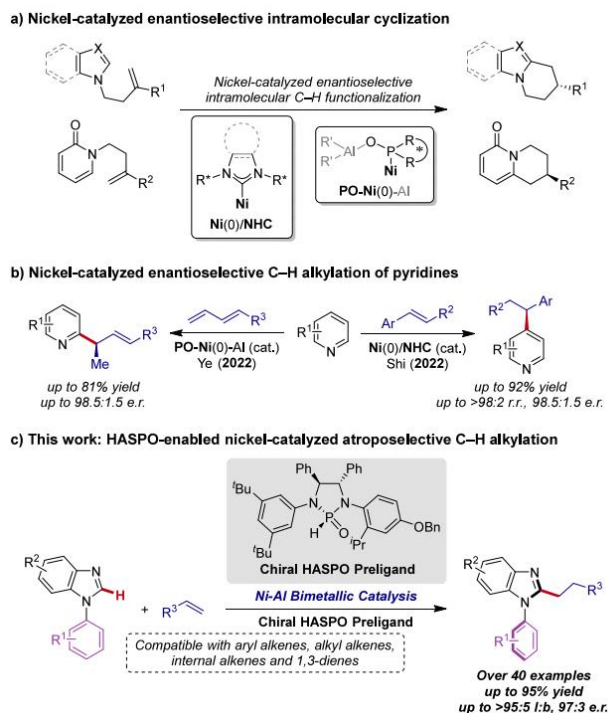 a) Nickel-catalyzed enantioselective intramolecular cyclization
X
N
R¹
O
N
R²
Nickel-catalyzed enantioselective
intramolecular C–H functionalization
R*
N
N
R*
Ni
Ni(0)/NHC
R'
R'
Al
O
P
R
R
*
Ni
PO-Ni(0)-Al
X
N
R¹
O
N
R²
b) Nickel-catalyzed enantioselective C–H alkylation of pyridines
R¹
N
R³
Me
up to 81% yield
up to 98.5:1.5 e.r.
R³
PO-Ni(0)-Al (cat.)
Ye (2022)
R¹
N
Ar
R²
Ni(0)/NHC (cat.)
Shi (2022)
R²
Ar
R¹
N
up to 92% yield
up to >98:2 r.r., 98.5:1.5 e.r.
c) This work: HASPO-enabled nickel-catalyzed atroposelective C–H alkylation
Ph
Ph
ᵗBu
N
N
P
H
O
OBn
ᵗBu
ⁱPr
Chiral HASPO Preligand
R²
N
H
N
R¹
+
R³
Ni-Al Bimetallic Catalysis
Chiral HASPO Preligand
Compatible with aryl alkenes, alkyl alkenes,
internal alkenes and 1,3-dienes
R²
N
R³
N
R¹
Over 40 examples
up to 95% yield
up to >95:5 l:b, 97:3 e.r.